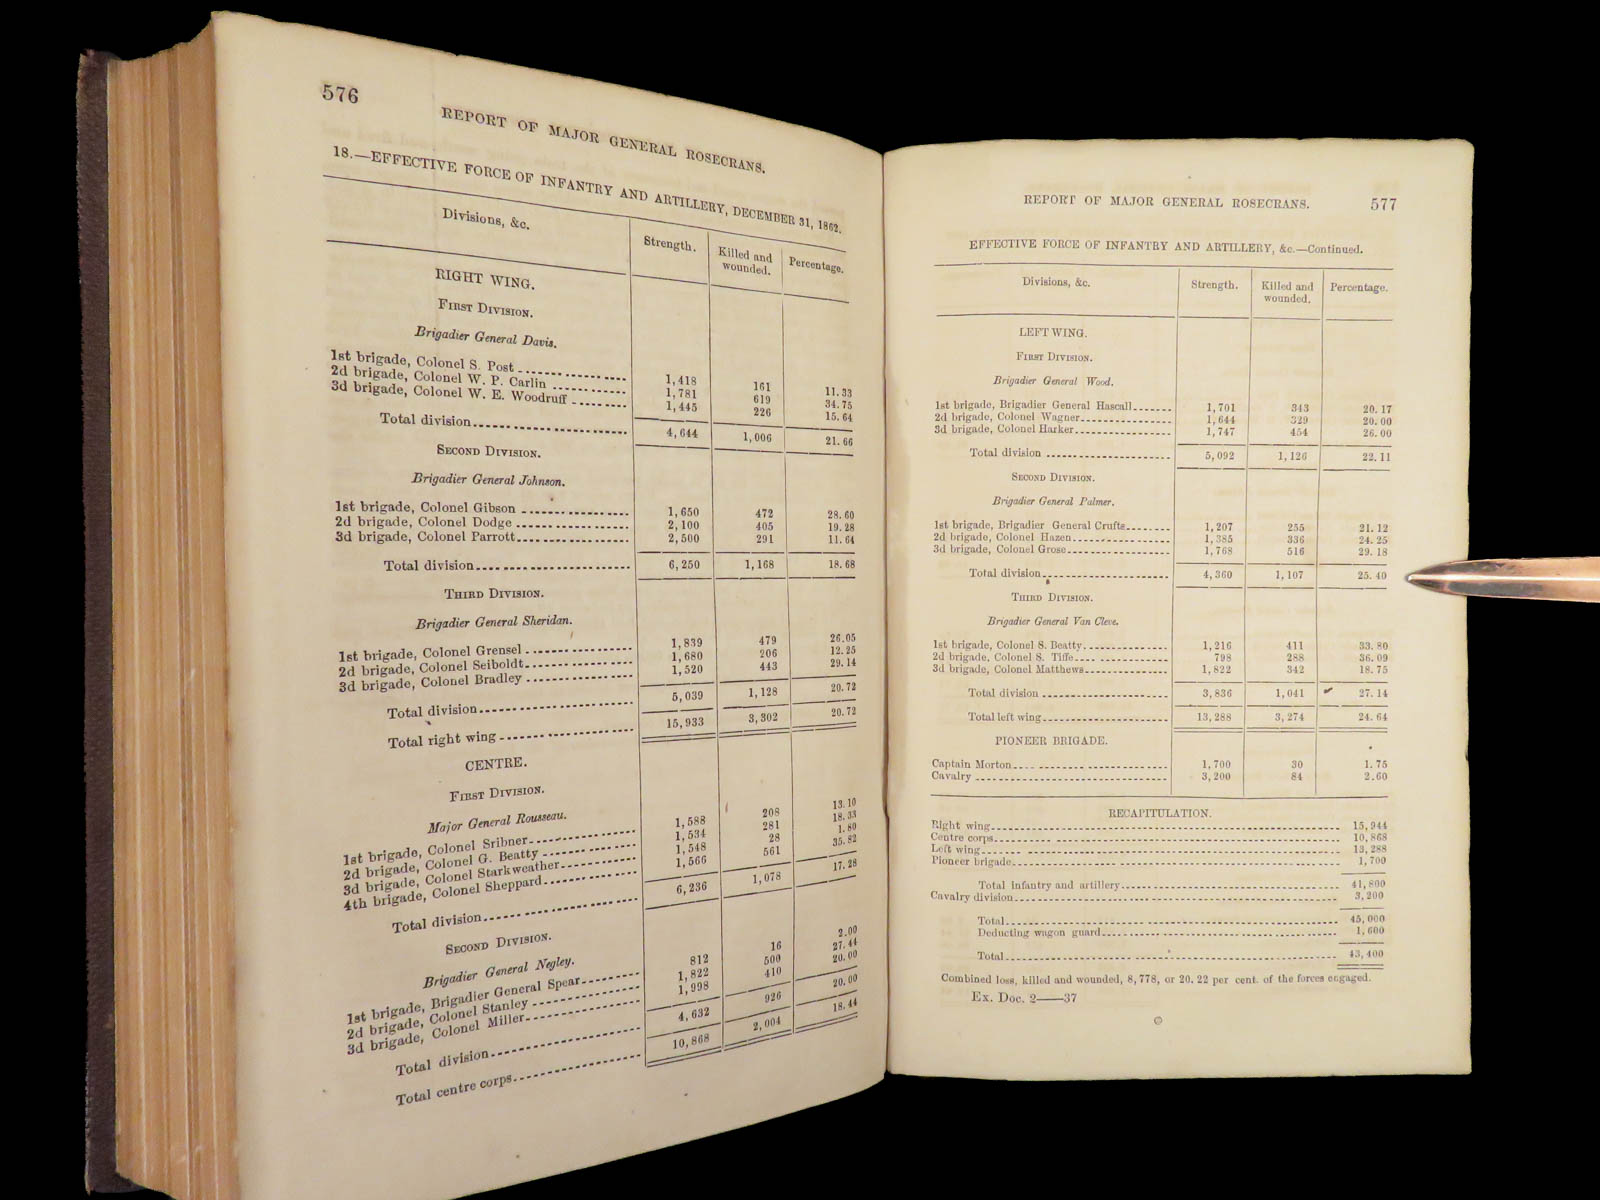 576
REPORT OF MAJOR GENERAL ROSECRANS.
18.—EFFECTIVE FORCE OF INFANTRY AND ARTILLERY, DECEMBER 31, 1862.
Divisions, &c. Strength. Killed and wounded. Percentage.
RIGHT WING.
FIRST DIVISION.
Brigadier General Davis.
1st brigade, Colonel S. Post 1,418 161 11.33
2d brigade, Colonel W. P. Carlin 1,781 619 34.75
3d brigade, Colonel W. E. Woodruff 1,445 226 15.64
Total division 4,644 1,006 21.66
SECOND DIVISION.
Brigadier General Johnson.
1st brigade, Colonel Gibson 1,650 472 28.60
2d brigade, Colonel Dodge 2,100 405 19.28
3d brigade, Colonel Parrott 2,500 291 11.64
Total division 6,250 1,168 18.68
THIRD DIVISION.
Brigadier General Sheridan.
1st brigade, Colonel Grensel 1,839 479 26.05
2d brigade, Colonel Seiboldt 1,680 206 12.25
3d brigade, Colonel Bradley 1,520 443 29.14
Total division 5,039 1,128 20.72
Total right wing 15,933 3,302 20.72
CENTRE.
FIRST DIVISION.
Major General Rousseau.
1st brigade, Colonel Sribner 1,588 208 13.10
2d brigade, Colonel G. Beatty 1,534 281 18.33
3d brigade, Colonel Starkweather 1,548 28 1.80
4th brigade, Colonel Sheppard 1,566 561 35.82
Total division 6,236 1,078 17.28
SECOND DIVISION.
Brigadier General Negley.
1st brigade, Brigadier General Spear 812 16 2.00
2d brigade, Colonel Stanley 1,822 500 27.44
3d brigade, Colonel Miller 1,998 410 20.00
Total division 4,632 926 20.00
Total centre corps 10,868 2,004 18.44
REPORT OF MAJOR GENERAL ROSECRANS. 577
EFFECTIVE FORCE OF INFANTRY AND ARTILLERY, &c.—Continued.
Divisions, &c. Strength. Killed and wounded. Percentage.
LEFT WING.
FIRST DIVISION.
Brigadier General Wood.
1st brigade, Brigadier General Hascall 1,701 343 20.17
2d brigade, Colonel Wagner 1,644 329 20.00
3d brigade, Colonel Harker 1,747 454 26.00
Total division 5,092 1,126 22.11
SECOND DIVISION.
Brigadier General Palmer.
1st brigade, Brigadier General Crufts 1,207 255 21.12
2d brigade, Colonel Hazen 1,385 336 24.25
3d brigade, Colonel Grose 1,768 516 29.18
Total division 4,360 1,107 25.40
THIRD DIVISION.
Brigadier General Van Cleve.
1st brigade, Colonel S. Beatty 1,216 411 33.80
2d brigade, Colonel S. Tiffe 798 288 36.09
3d brigade, Colonel Matthews 1,822 342 18.75
Total division 3,836 1,041 27.14
Total left wing 13,288 3,274 24.64
PIONEER BRIGADE.
Captain Morton 1,700 30 1.75
Cavalry 3,200 84 2.60
RECAPITULATION.
Right wing 15,944
Centre corps 10,868
Left wing 13,288
Pioneer brigade 1,700
Total infantry and artillery 41,800
Cavalry division 3,200
Total 45,000
Deducting wagon guard 1,600
Total 43,400
Combined loss, killed and wounded, 8,778, or 20.22 per cent. of the forces engaged.
Ex. Doc. 2——37